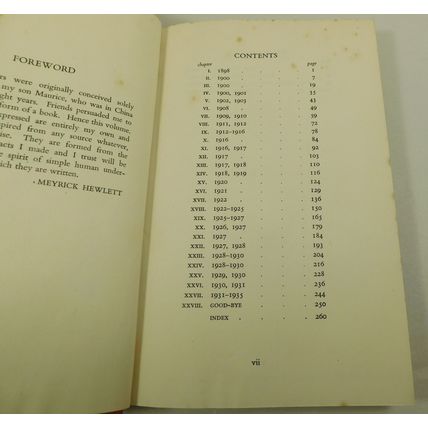 FOREWORD
rs were originally conceived solely
my son Maurice, who was in China
ght years. Friends persuaded me to
form of a book. Hence this volume.
xpressed are entirely my own and
pired from any source whatever,
ise. They are formed from the
acts I made and I trust will be
e spirit of simple human under-
hich they are written.
MEYRICK HEWLETT
CONTENTS
chapter page
I. 1898 . . . 1
II. 1900 . . . 7
III. 1900 . . . 19
IV. 1900, 1901 . . . 35
V. 1902, 1903 . . . 43
VI. 1908 . . . 49
VII. 1909, 1910 . . . 59
VIII. 1911, 1912 . . . 72
IX. 1912-1916 . . . 78
X. 1916 . . . 84
XI. 1916, 1917 . . . 92
XII. 1917 . . . 103
XIII. 1917, 1918 . . . 110
XIV. 1918, 1919 . . . 116
XV. 1920 . . . 124
XVI. 1921 . . . 129
XVII. 1922 . . . 136
XVIII. 1922-1925 . . . 150
XIX. 1925-1927 . . . 165
XX. 1926, 1927 . . . 179
XXI. 1927 . . . 184
XXII. 1927, 1928 . . . 193
XXIII. 1928-1930 . . . 204
XXIV. 1928-1930 . . . 216
XXV. 1929, 1930 . . . 228
XXVI. 1930, 1931 . . . 236
XXVII. 1931-1935 . . . 244
XXVIII. GOOD-BYE . . . 250
INDEX . . . 260
vii